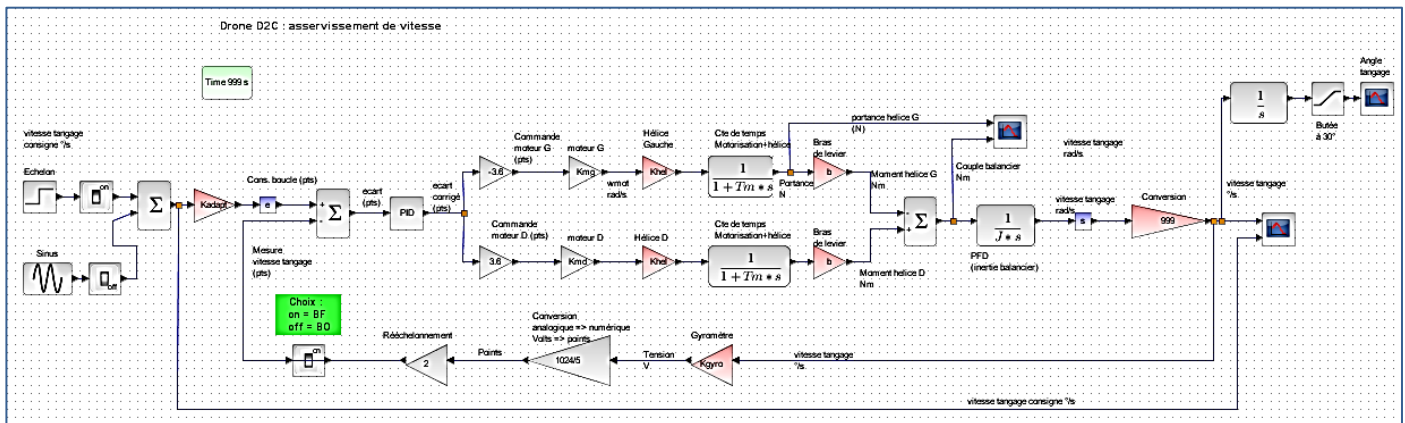 Drone D2C : asservissement de vitesse
Time 999 s
Angle
tangage
1
s
Butée
à 30°
vitesse tangage
consigne °/s
Echelon
on
Σ
Kadapt
Cons. boucle (pts)
e
+
-
Σ
ecart
(pts)
PID
ecart
corrigé
(pts)
Commande
moteur G
(pts)
-3.6
moteur G
Kmg
wmot
rad/s
Hélice
Gauche
Khel
Cte de temps
Motorisation+hélice
1
1 + Tm * s
Portance
N
portance helice G
(N)
Bras
de levier
b
Moment helice G
Nm
Couple balancier
Nm
vitesse tangage
rad/s
vitesse tangage
°/s
Sinus
off
Mesure
vitesse tangage
(pts)
Commande
moteur D (pts)
3.6
moteur D
Kmd
Hélice D
Khel
Cte de temps
Motorisation+hélice
1
1 + Tm * s
Bras
de levier
b
Moment helice D
Nm
-
+
Σ
1
J * s
PFD
(inertie balancier)
vitesse tangage
rad/s
s
Conversion
999
vitesse tangage
°/s
Choix :
on = BF
off = BO
on
Rééchelonnement
2
Points
Conversion
analogique => numérique
Volts => points
1024/5
Tension
V
Gyromètre
Kgyro
vitesse tangage
°/s
vitesse tangage consigne °/s